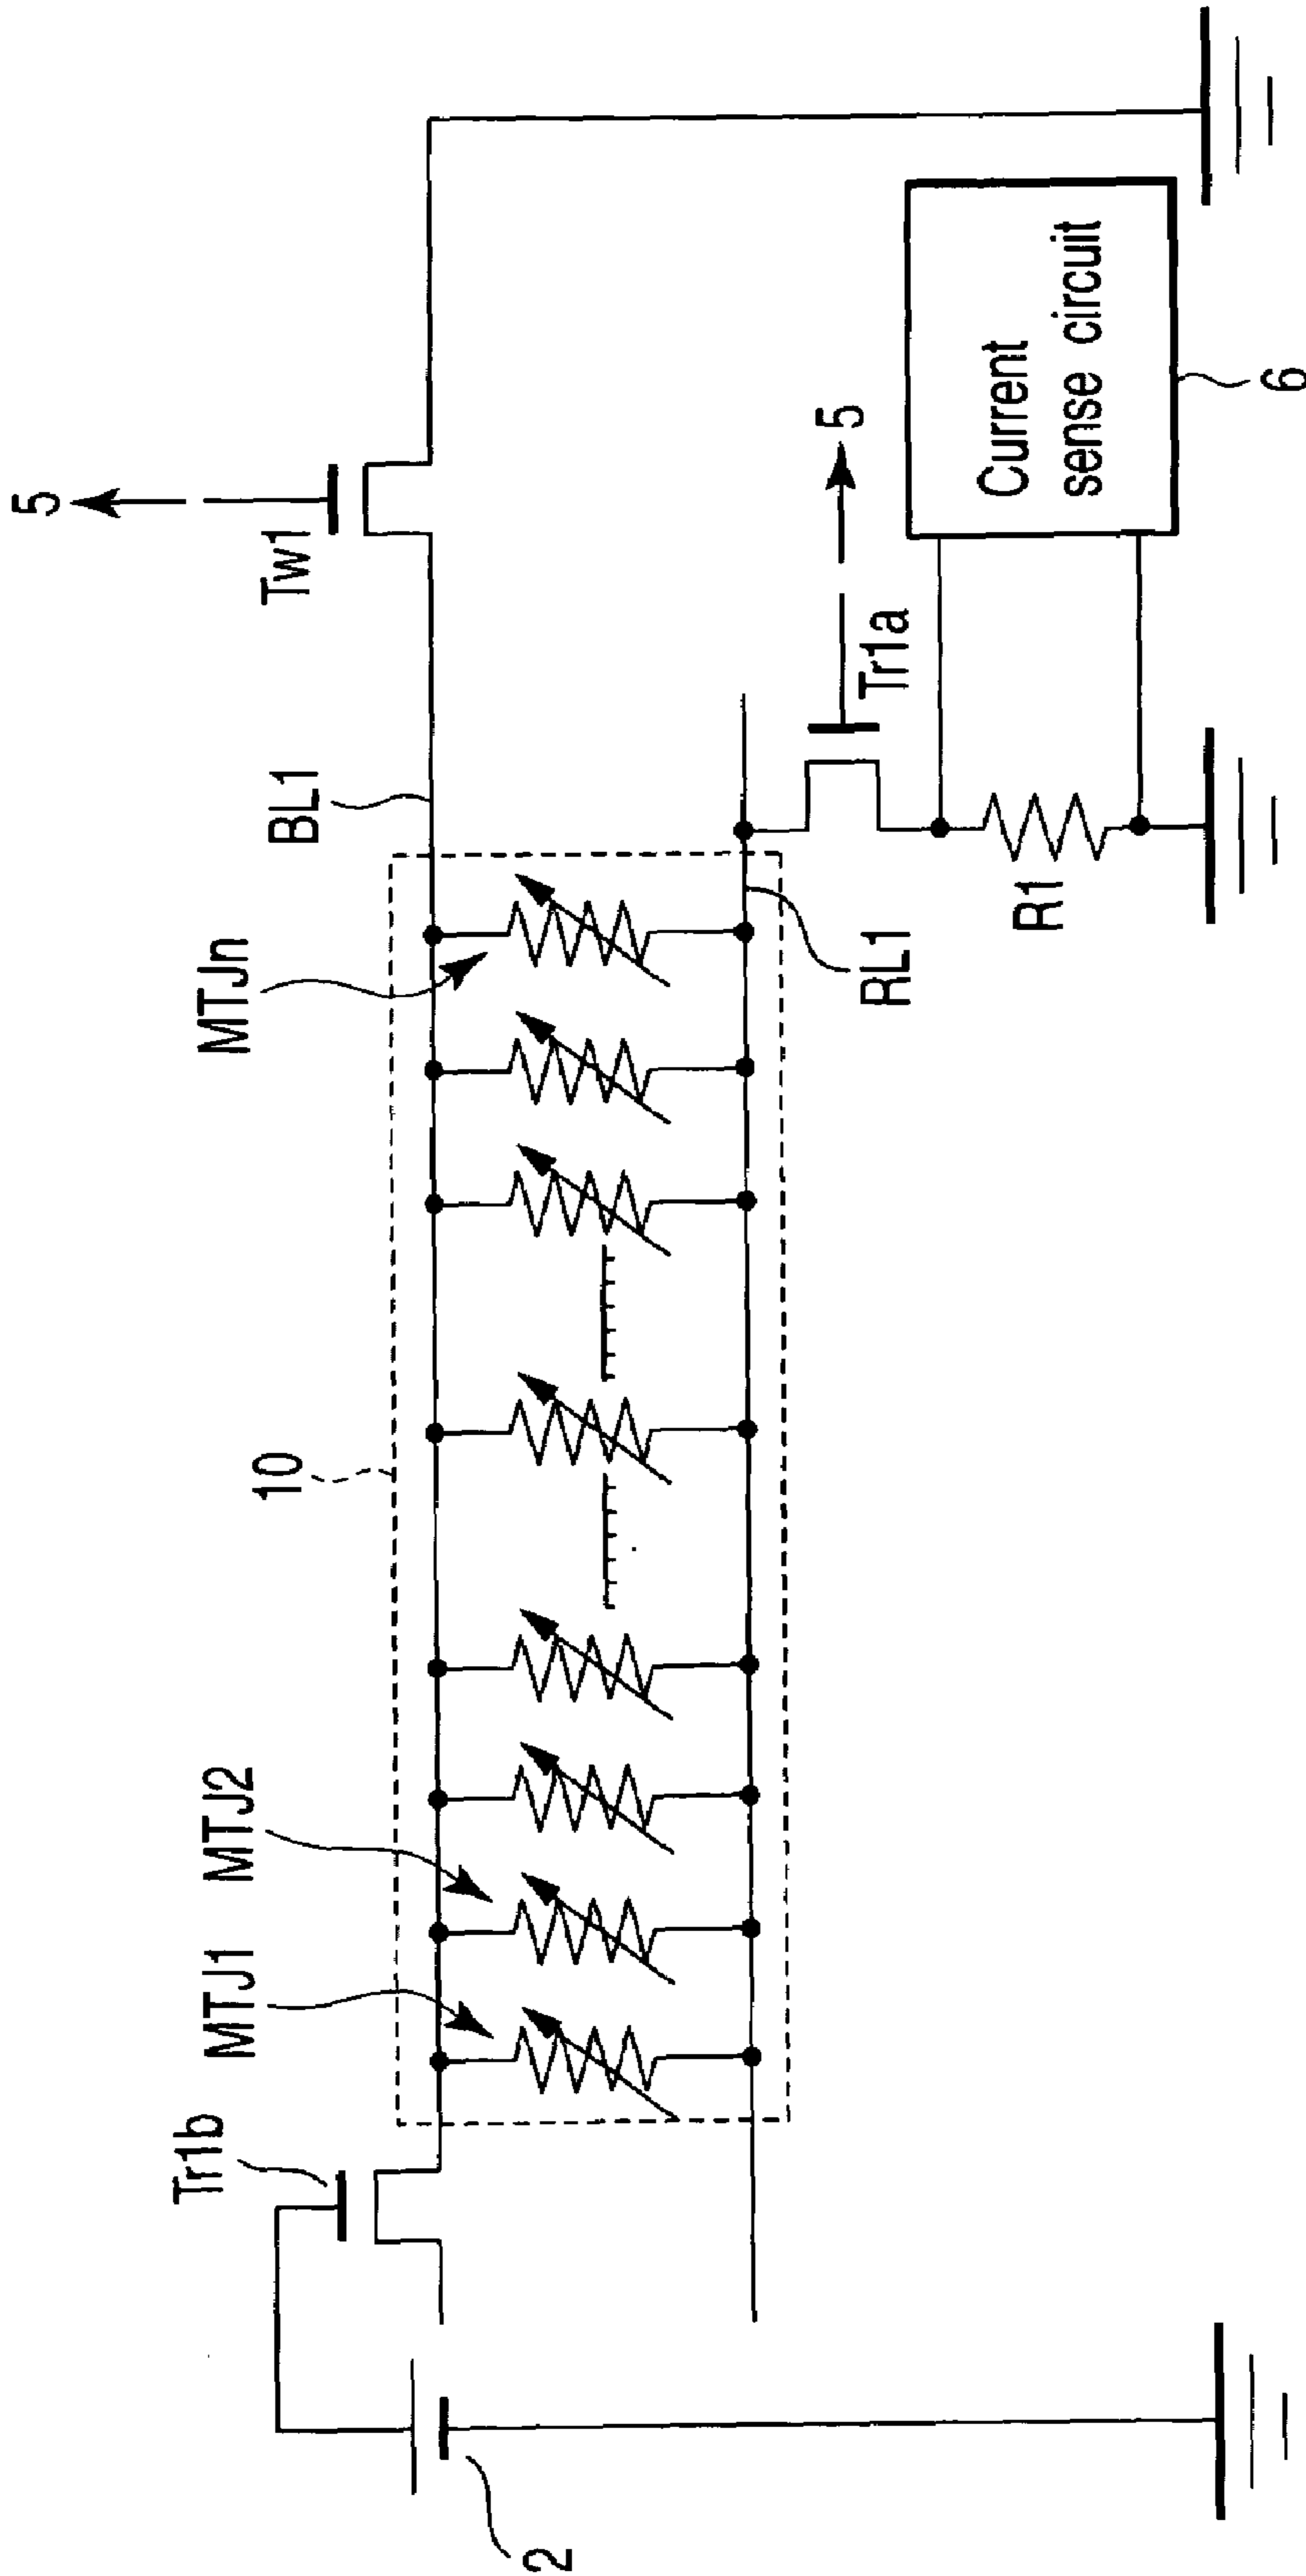 5
Tw1
BL1
MTJn
10
MTJ2
MTJ1
Tr1b
2
5
Tr1a
RL1
R1
Current
sense circuit
6